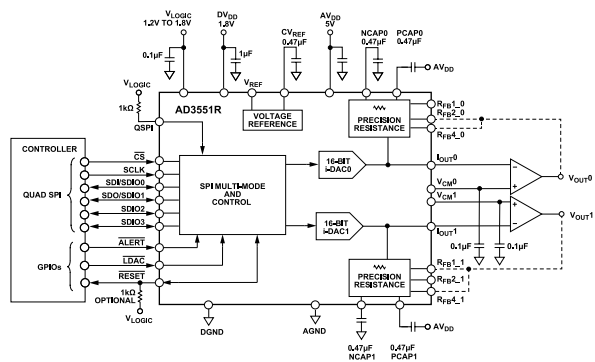 VLOGIC
1.2V TO 1.8V
DVDD
1.8V
CVREF
0.47µF
AVDD
5V
NCAP0
0.47µF
PCAP0
0.47µF
AVDD
0.1µF
1µF
VLOGIC
1kΩ
QSPI
VREF
AD3551R
VOLTAGE
REFERENCE
PRECISION
RESISTANCE
RFB1_0
RFB2_0
RFB4_0
CONTROLLER
QUAD SPI
GPIOs
CS
SCLK
SDI/SDIO0
SDO/SDIO1
SDIO2
SDIO3
ALERT
LDAC
RESET
SPI MULTI-MODE
AND
CONTROL
16-BIT
i-DAC0
16-BIT
i-DAC1
IOUT0
VCM0
VCM1
IOUT1
VOUT0
VOUT1
0.1µF
0.1µF
PRECISION
RESISTANCE
RFB1_1
RFB2_1
RFB4_1
1kΩ
OPTIONAL
VLOGIC
DGND
AGND
AVDD
0.47µF
NCAP1
0.47µF
PCAP1